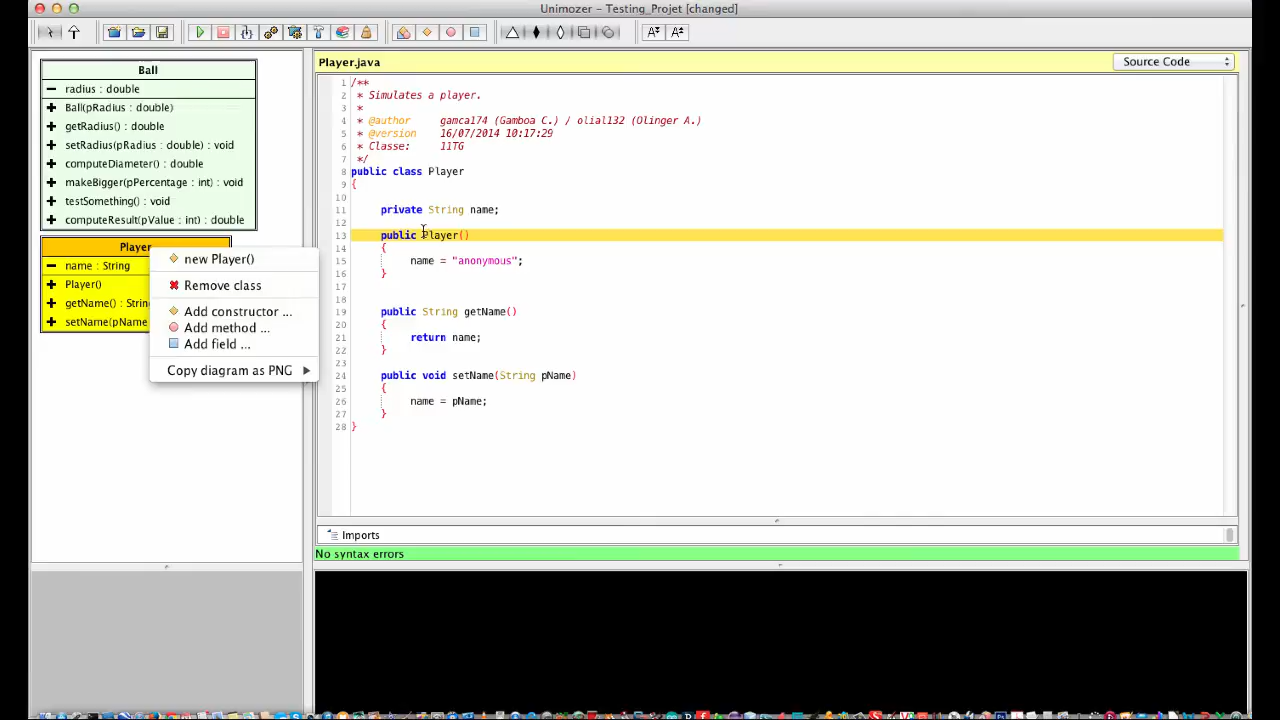 Unimozer - Testing_Projet [changed]
Ball
radius : double
Ball(pRadius : double)
getRadius() : double
setRadius(pRadius : double) : void
computeDiameter() : double
makeBigger(pPercentage : int) : void
testSomething() : void
computeResult(pValue : int) : double
Player
name : String
Player()
getName() : Strin
setName(pName
new Player()
Remove class
Add constructor ...
Add method ...
Add field ...
Copy diagram as PNG
Player.java
Source Code
1 /**
2 * Simulates a player.
3 *
4 * @author gamca174 (Gamboa C.) / olial132 (Olinger A.)
5 * @version 16/07/2014 10:17:29
6 * Classe: 11TG
7 */
8 public class Player
9 {
10
11 private String name;
12
13 public Player()
14 {
15 name = "anonymous";
16 }
17
18
19 public String getName()
20 {
21 return name;
22 }
23
24 public void setName(String pName)
25 {
26 name = pName;
27 }
28 }
Imports
No syntax errors